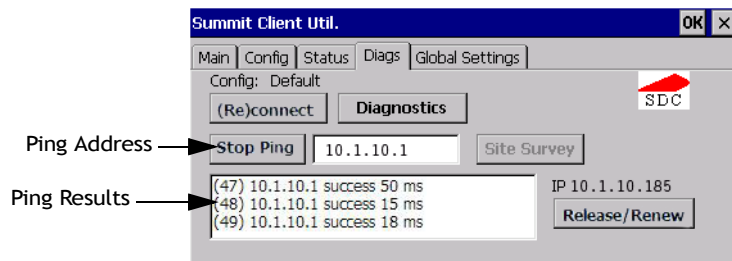 Summit Client Util. OK ×
Main Config Status Diags Global Settings
Config: Default
SDC
(Re)connect Diagnostics
Ping Address Stop Ping 10.1.10.1 Site Survey
Ping Results
(47) 10.1.10.1 success 50 ms
(48) 10.1.10.1 success 15 ms
(49) 10.1.10.1 success 18 ms
IP 10.1.10.185
Release/Renew